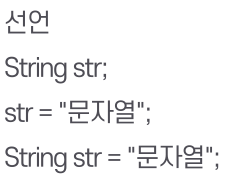 선언
String str;
str = "문자열";
String str = "문자열";